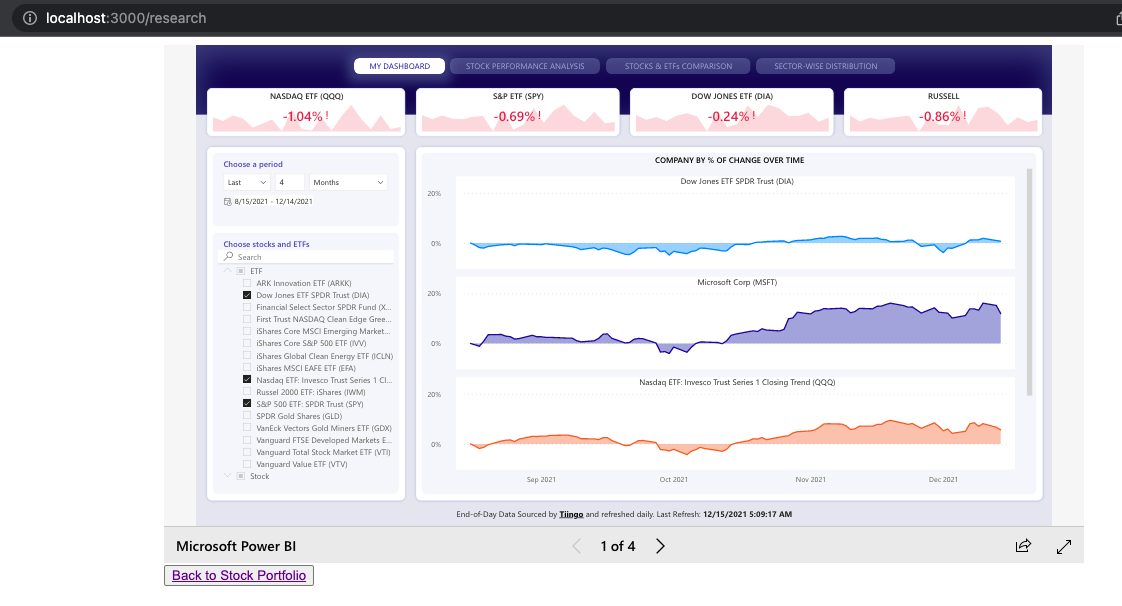 localhost:3000/research
MY DASHBOARD
STOCK PERFORMANCE ANALYSIS
STOCKS & ETFs COMPARISON
SECTOR-WISE DISTRIBUTION
NASDAQ ETF (QQQ)
-1.04% !
S&P ETF (SPY)
-0.69% !
DOW JONES ETF (DIA)
-0.24% !
RUSSELL
-0.86% !
Choose a period
Last 4 Months
8/15/2021 - 12/14/2021
Choose stocks and ETFs
Search
ETF
ARK Innovation ETF (ARKK)
Dow Jones ETF SPDR Trust (DIA)
Financial Select Sector SPDR Fund (X...
First Trust NASDAQ Clean Edge Gree...
iShares Core MSCI Emerging Market...
iShares Core S&P 500 ETF (IVV)
iShares Global Clean Energy ETF (ICLN)
iShares MSCI EAFE ETF (EFA)
Nasdaq ETF: Invesco Trust Series 1 Cl...
Russel 2000 ETF: iShares (IWM)
S&P 500 ETF: SPDR Trust (SPY)
SPDR Gold Shares (GLD)
VanEck Vectors Gold Miners ETF (GDX)
Vanguard FTSE Developed Markets E...
Vanguard Total Stock Market ETF (VTI)
Vanguard Value ETF (VTV)
Stock
COMPANY BY % OF CHANGE OVER TIME
Dow Jones ETF SPDR Trust (DIA)
20%
0%
Microsoft Corp (MSFT)
20%
0%
Nasdaq ETF: Invesco Trust Series 1 Closing Trend (QQQ)
20%
0%
Sep 2021
Oct 2021
Nov 2021
Dec 2021
End-of-Day Data Sourced by Tiingo and refreshed daily. Last Refresh: 12/15/2021 5:09:17 AM
Microsoft Power BI
1 of 4
Back to Stock Portfolio